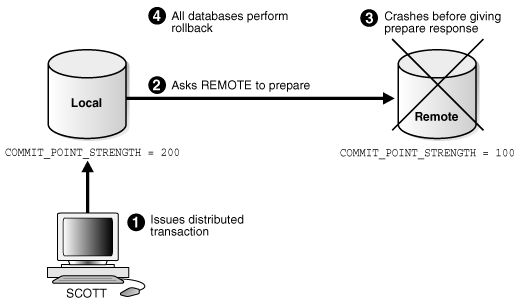 4 All databases perform
rollback
3 Crashes before giving
prepare response
2 Asks REMOTE to prepare
Local
Remote
COMMIT_POINT_STRENGTH = 200
COMMIT_POINT_STRENGTH = 100
1 Issues distributed
transaction
SCOTT